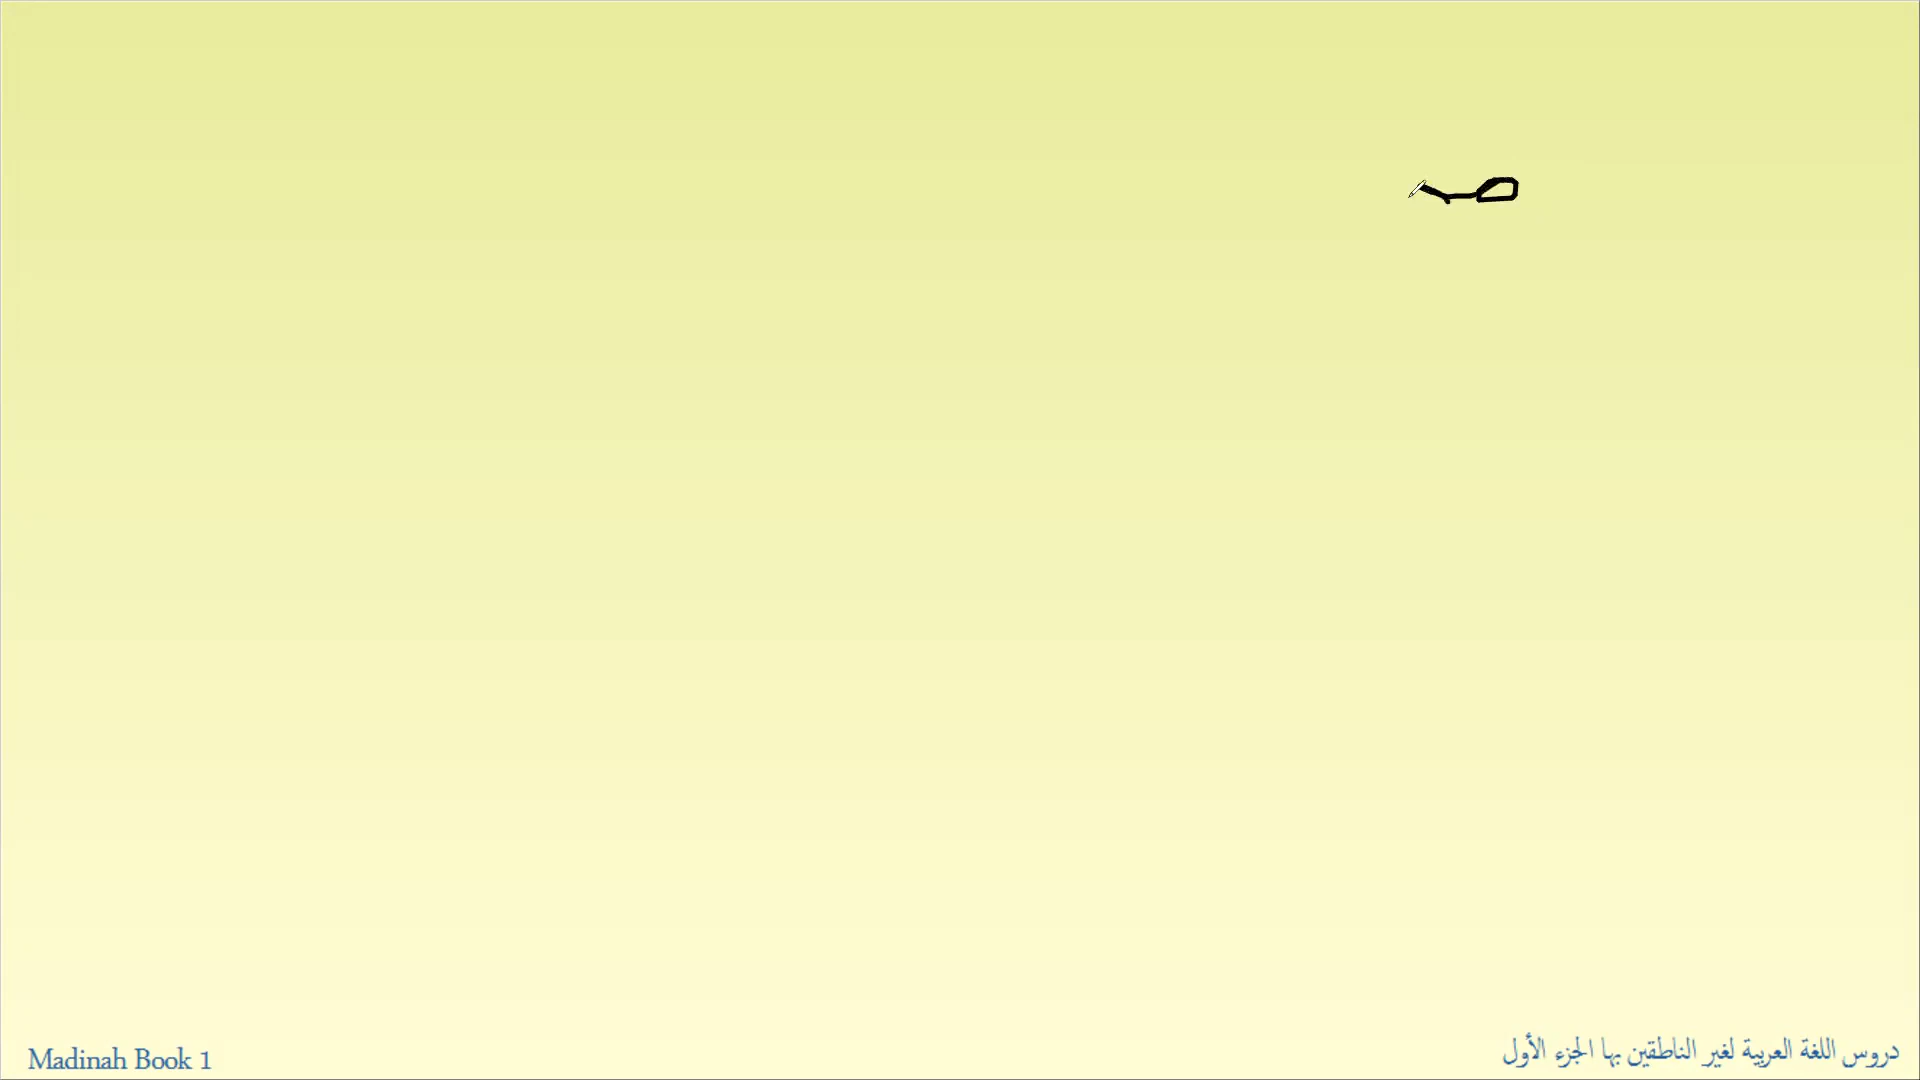 صـ
Madinah Book 1
دروس اللغة العربية لغير الناطقين بها الجزء الأول